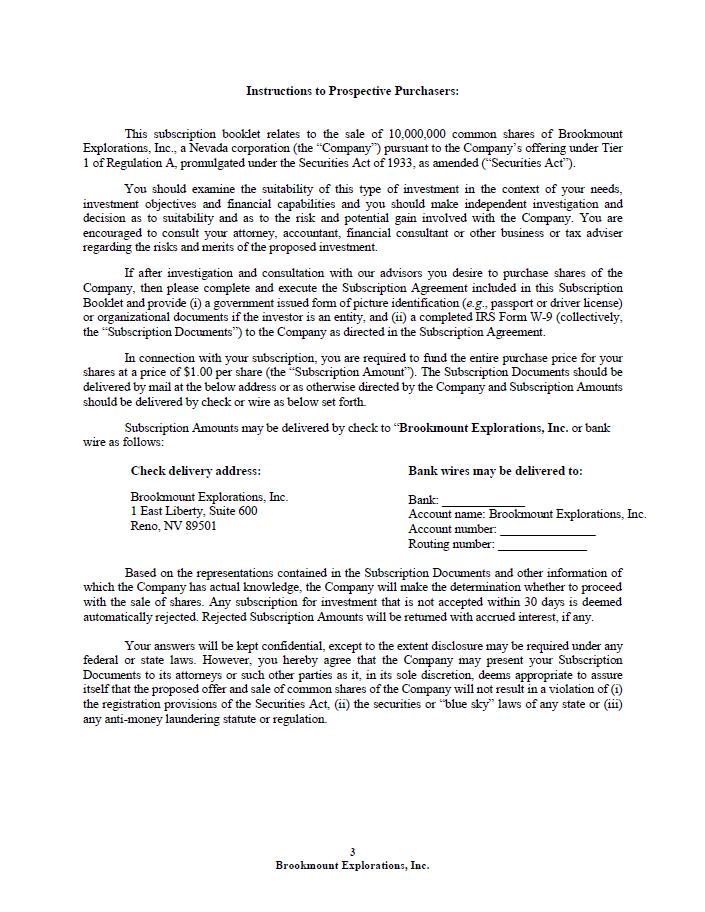 Instructions to Prospective Purchasers:
This subscription booklet relates to the sale of 10,000,000 common shares of Brookmount
Explorations, Inc., a Nevada corporation (the “Company”) pursuant to the Company’s offering under Tier
1 of Regulation A, promulgated under the Securities Act of 1933, as amended (“Securities Act”).
You should examine the suitability of this type of investment in the context of your needs,
investment objectives and financial capabilities and you should make independent investigation and
decision as to suitability and as to the risk and potential gain involved with the Company. You are
encouraged to consult your attorney, accountant, financial consultant or other business or tax adviser
regarding the risks and merits of the proposed investment.
If after investigation and consultation with our advisors you desire to purchase shares of the
Company, then please complete and execute the Subscription Agreement included in this Subscription
Booklet and provide (i) a government issued form of picture identification (e.g., passport or driver license)
or organizational documents if the investor is an entity, and (ii) a completed IRS Form W-9 (collectively,
the “Subscription Documents”) to the Company as directed in the Subscription Agreement.
In connection with your subscription, you are required to fund the entire purchase price for your
shares at a price of $1.00 per share (the “Subscription Amount”). The Subscription Documents should be
delivered by mail at the below address or as otherwise directed by the Company and Subscription Amounts
should be delivered by check or wire as below set forth.
Subscription Amounts may be delivered by check to “Brookmount Explorations, Inc. or bank
wire as follows:
Check delivery address:
Brookmount Explorations, Inc.
1 East Liberty, Suite 600
Reno, NV 89501
Bank wires may be delivered to:
Bank: _____________
Account name: Brookmount Explorations, Inc.
Account number: _______________
Routing number: ______________
Based on the representations contained in the Subscription Documents and other information of
which the Company has actual knowledge, the Company will make the determination whether to proceed
with the sale of shares. Any subscription for investment that is not accepted within 30 days is deemed
automatically rejected. Rejected Subscription Amounts will be returned with accrued interest, if any.
Your answers will be kept confidential, except to the extent disclosure may be required under any
federal or state laws. However, you hereby agree that the Company may present your Subscription
Documents to its attorneys or such other parties as it, in its sole discretion, deems appropriate to assure
itself that the proposed offer and sale of common shares of the Company will not result in a violation of (i)
the registration provisions of the Securities Act, (ii) the securities or “blue sky” laws of any state or (iii)
any anti-money laundering statute or regulation.
3
Brookmount Explorations, Inc.